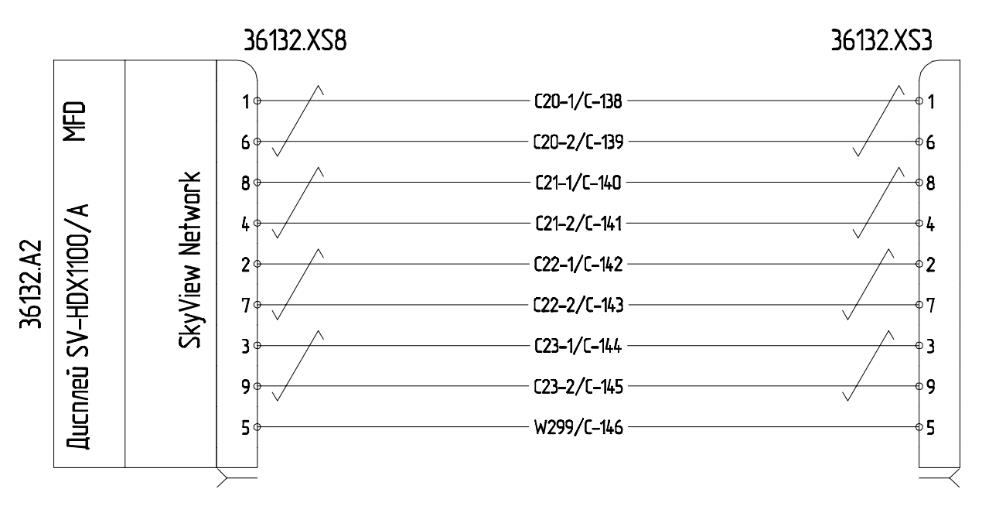 36132.XS8
36132.XS3
36132.A2
Дисплей SV-HDX1100/A MFD
SkyView Network
1 C20-1/C-138 1
6 C20-2/C-139 6
8 C21-1/C-140 8
4 C21-2/C-141 4
2 C22-1/C-142 2
7 C22-2/C-143 7
3 C23-1/C-144 3
9 C23-2/C-145 9
5 W299/C-146 5